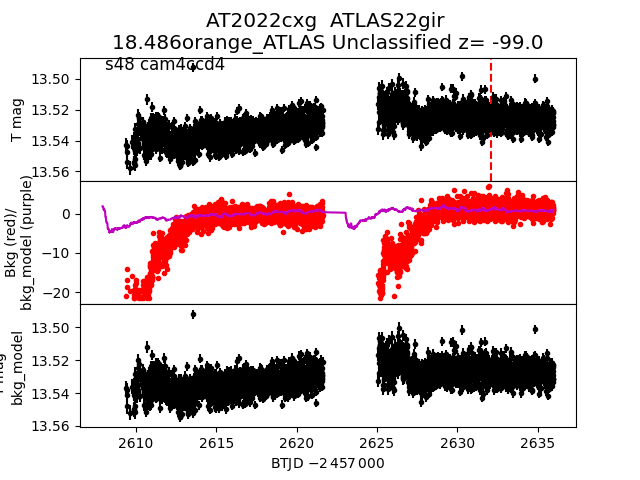 AT2022cxg  ATLAS22gir
18.486orange_ATLAS Unclassified z= -99.0
s48 cam4ccd4
13.50
13.52
13.54
13.56
T mag
0
−10
−20
Bkg (red)/
bkg_model (purple)
13.50
13.52
13.54
13.56
mag
bkg_model
2610
2615
2620
2625
2630
2635
BTJD −2 457 000